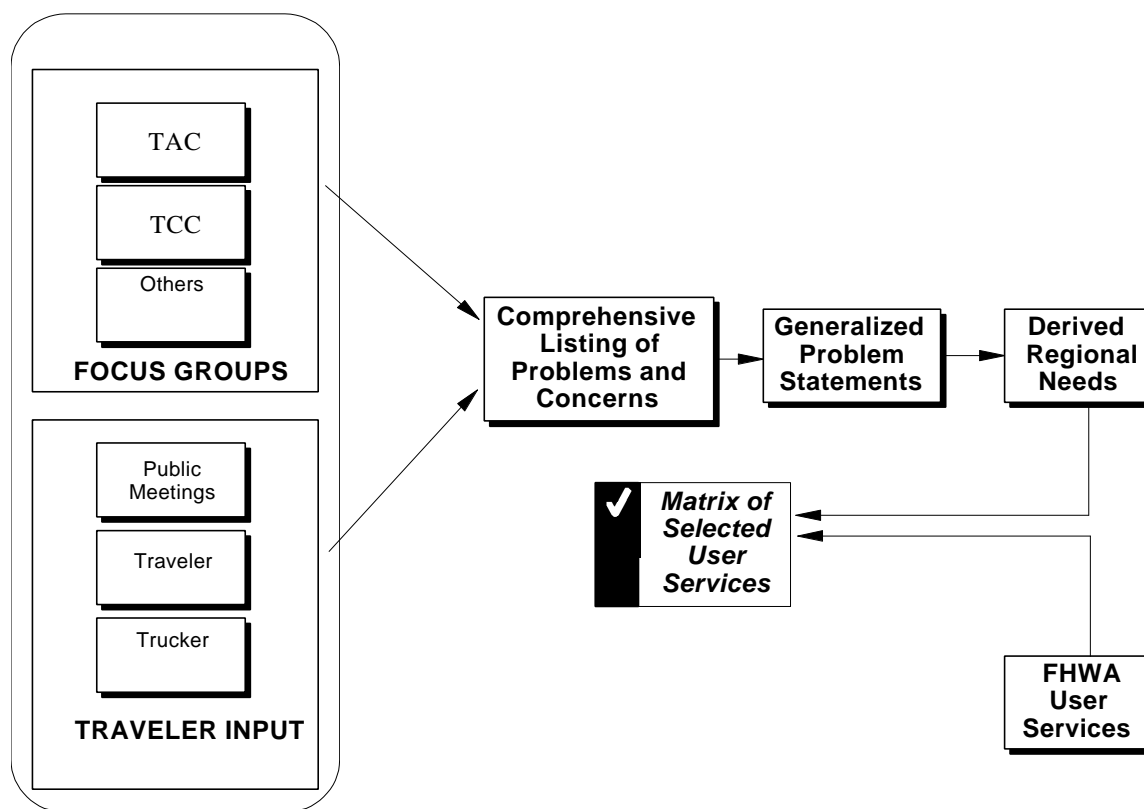 TAC
TCC
Others
FOCUS GROUPS
Public
Meetings
Traveler
Trucker
TRAVELER INPUT
Comprehensive
Listing of
Problems and
Concerns
Generalized
Problem
Statements
Derived
Regional
Needs
Matrix of
Selected
User
Services
FHWA
User
Services